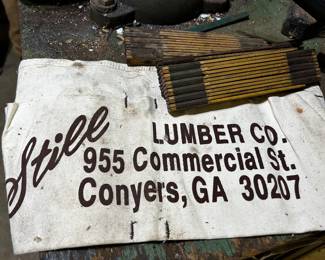 Still
LUMBER CO.
955 Commercial St.
Conyers, GA 30207